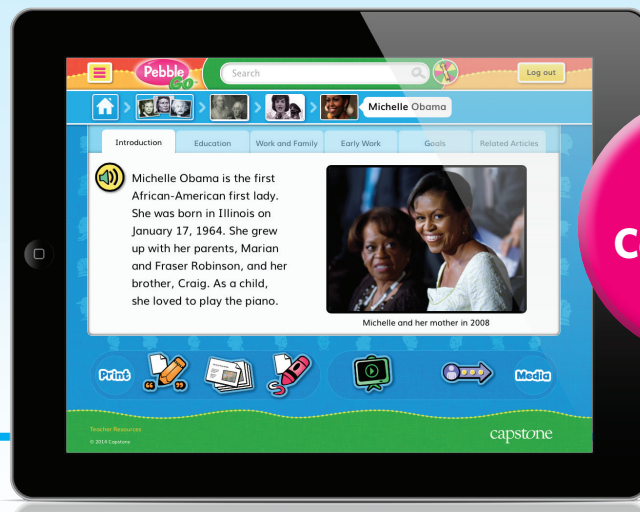 Pebble
Go
Search
Log out
Michelle Obama
Introduction
Education
Work and Family
Early Work
Goals
Related Articles
Michelle Obama is the first
African-American first lady.
She was born in Illinois on
January 17, 1964. She grew
up with her parents, Marian
and Fraser Robinson, and her
brother, Craig. As a child,
she loved to play the piano.
Michelle and her mother in 2008
Print
Media
Teacher Resources
© 2014 Capstone
capstone